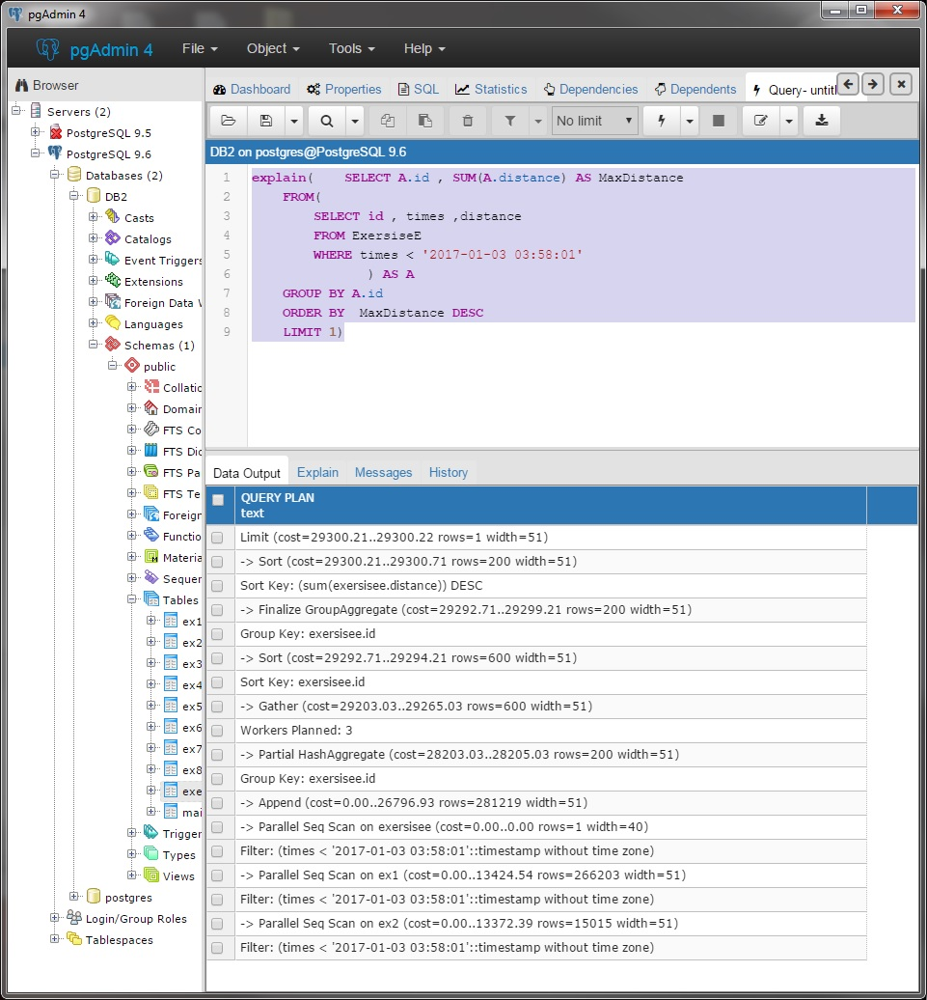 pgAdmin 4
pgAdmin 4 File Object Tools Help
Browser
Servers (2)
PostgreSQL 9.5
PostgreSQL 9.6
Databases (2)
DB2
Casts
Catalogs
Event Triggers
Extensions
Foreign Data W
Languages
Schemas (1)
public
Collatio
Domain
FTS Co
FTS Dic
FTS Pa
FTS Te
Foreign
Functio
Materia
Sequen
Tables
ex1
ex2
ex3
ex4
ex5
ex6
ex7
ex8
exe
mai
Trigger
Types
Views
postgres
Login/Group Roles
Tablespaces
Dashboard Properties SQL Statistics Dependencies Dependents Query- untitl
No limit
DB2 on postgres@PostgreSQL 9.6
1 explain( SELECT A.id , SUM(A.distance) AS MaxDistance
2 FROM(
3 SELECT id , times ,distance
4 FROM ExersiseE
5 WHERE times < '2017-01-03 03:58:01'
6 ) AS A
7 GROUP BY A.id
8 ORDER BY MaxDistance DESC
9 LIMIT 1)
Data Output Explain Messages History
QUERY PLAN
text
Limit (cost=29300.21..29300.22 rows=1 width=51)
-> Sort (cost=29300.21..29300.71 rows=200 width=51)
Sort Key: (sum(exersisee.distance)) DESC
-> Finalize GroupAggregate (cost=29292.71..29299.21 rows=200 width=51)
Group Key: exersisee.id
-> Sort (cost=29292.71..29294.21 rows=600 width=51)
Sort Key: exersisee.id
-> Gather (cost=29203.03..29265.03 rows=600 width=51)
Workers Planned: 3
-> Partial HashAggregate (cost=28203.03..28205.03 rows=200 width=51)
Group Key: exersisee.id
-> Append (cost=0.00..26796.93 rows=281219 width=51)
-> Parallel Seq Scan on exersisee (cost=0.00..0.00 rows=1 width=40)
Filter: (times < '2017-01-03 03:58:01'::timestamp without time zone)
-> Parallel Seq Scan on ex1 (cost=0.00..13424.54 rows=266203 width=51)
Filter: (times < '2017-01-03 03:58:01'::timestamp without time zone)
-> Parallel Seq Scan on ex2 (cost=0.00..13372.39 rows=15015 width=51)
Filter: (times < '2017-01-03 03:58:01'::timestamp without time zone)